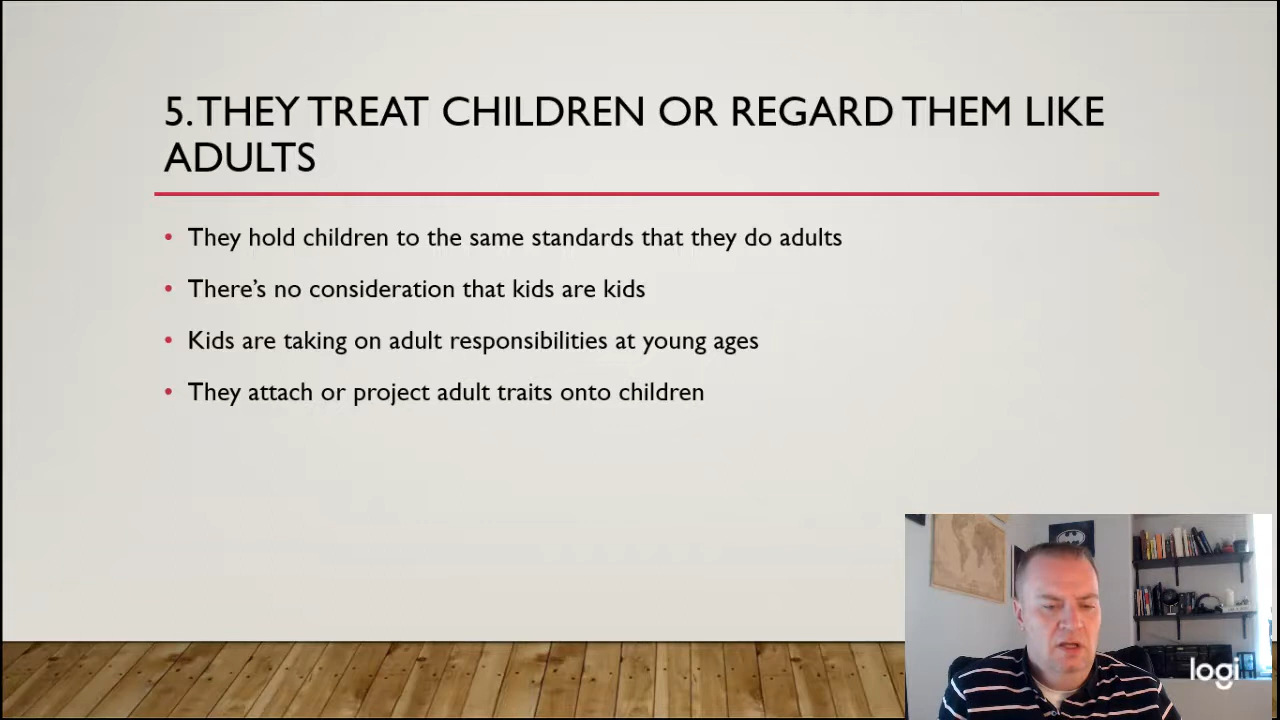 5. THEY TREAT CHILDREN OR REGARD THEM LIKE
ADULTS
• They hold children to the same standards that they do adults
• There’s no consideration that kids are kids
• Kids are taking on adult responsibilities at young ages
• They attach or project adult traits onto children
logi